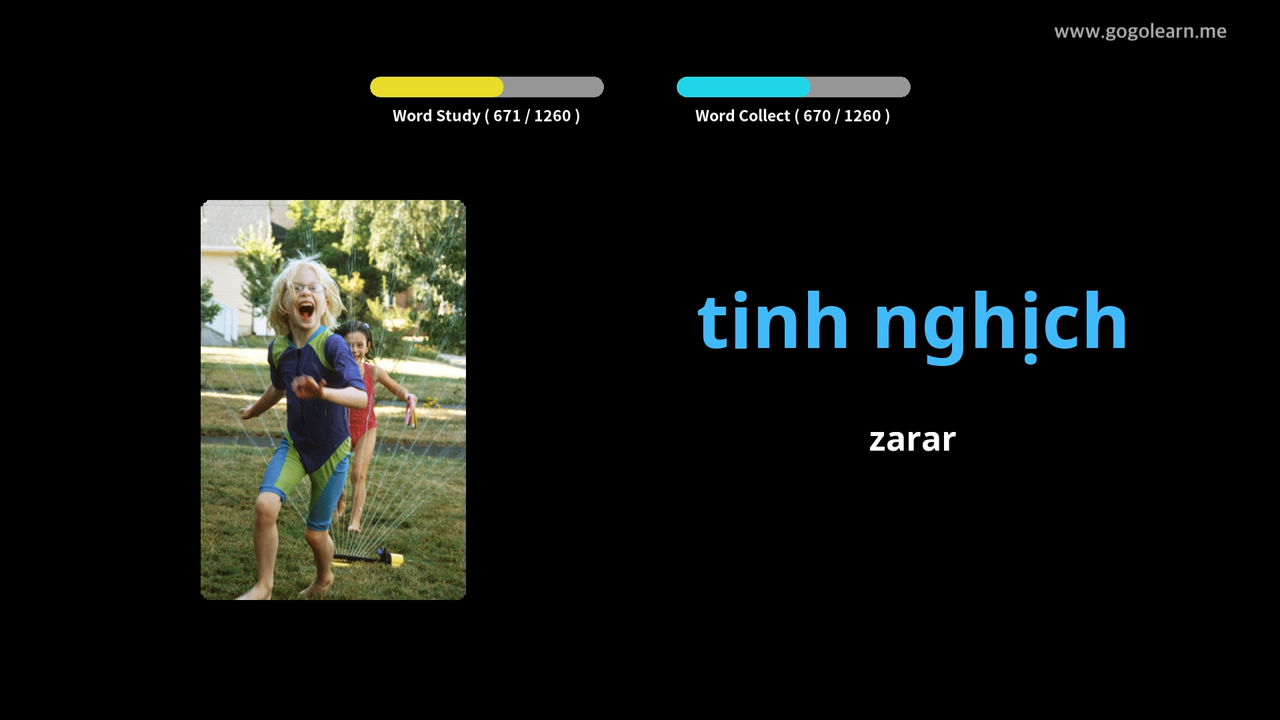 www.gogolearn.me
Word Study ( 671 / 1260 )
Word Collect ( 670 / 1260 )
tinh nghịch
zarar